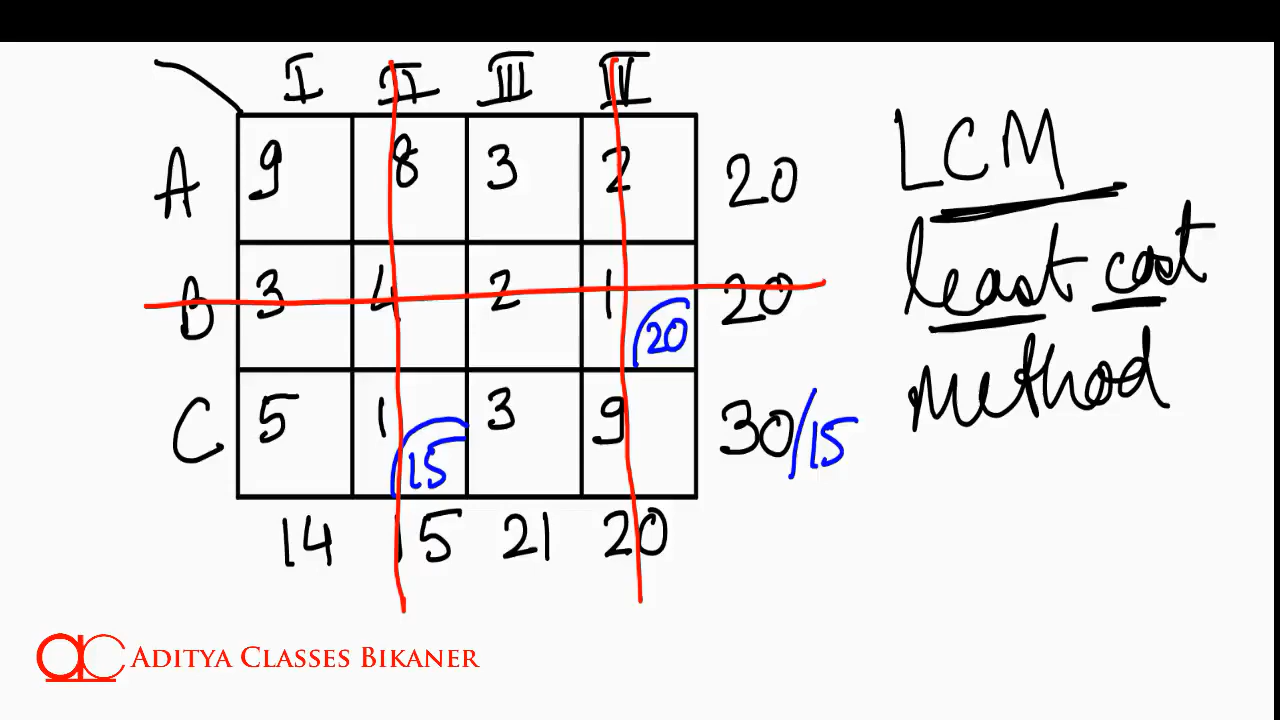 I II III IV
A 9 8 3 2 20
B 3 4 2 1 20 20
C 5 1 15 3 9 30/15
14 15 21 20
LCM
least cost
method
ADITYA CLASSES BIKANER